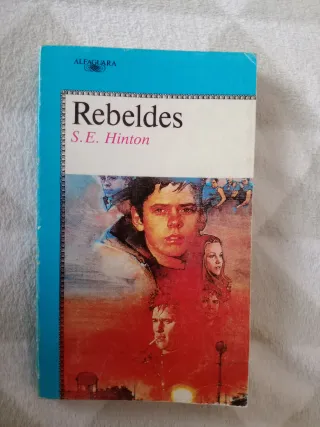 ALFAGUARA
Rebeldes
S. E. Hinton